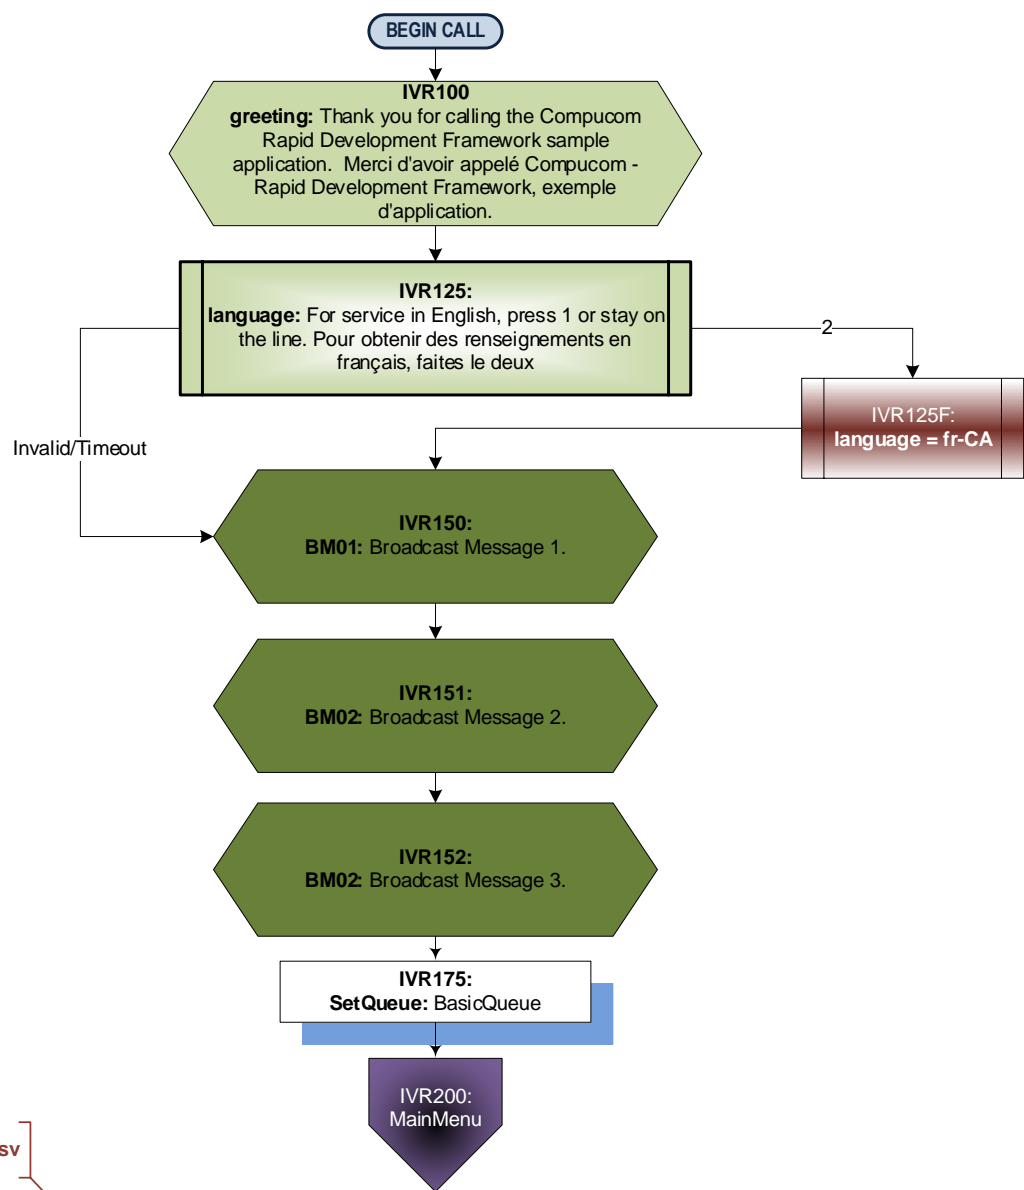 BEGIN CALL
IVR100
greeting: Thank you for calling the Compucom
Rapid Development Framework sample
application.  Merci d'avoir appelé Compucom -
Rapid Development Framework, exemple
d'application.
IVR125:
language: For service in English, press 1 or stay on
the line. Pour obtenir des renseignements en
français, faites le deux
2
IVR125F:
language = fr-CA
Invalid/Timeout
IVR150:
BM01: Broadcast Message 1.
IVR151:
BM02: Broadcast Message 2.
IVR152:
BM02: Broadcast Message 3.
IVR175:
SetQueue: BasicQueue
IVR200:
MainMenu
sv